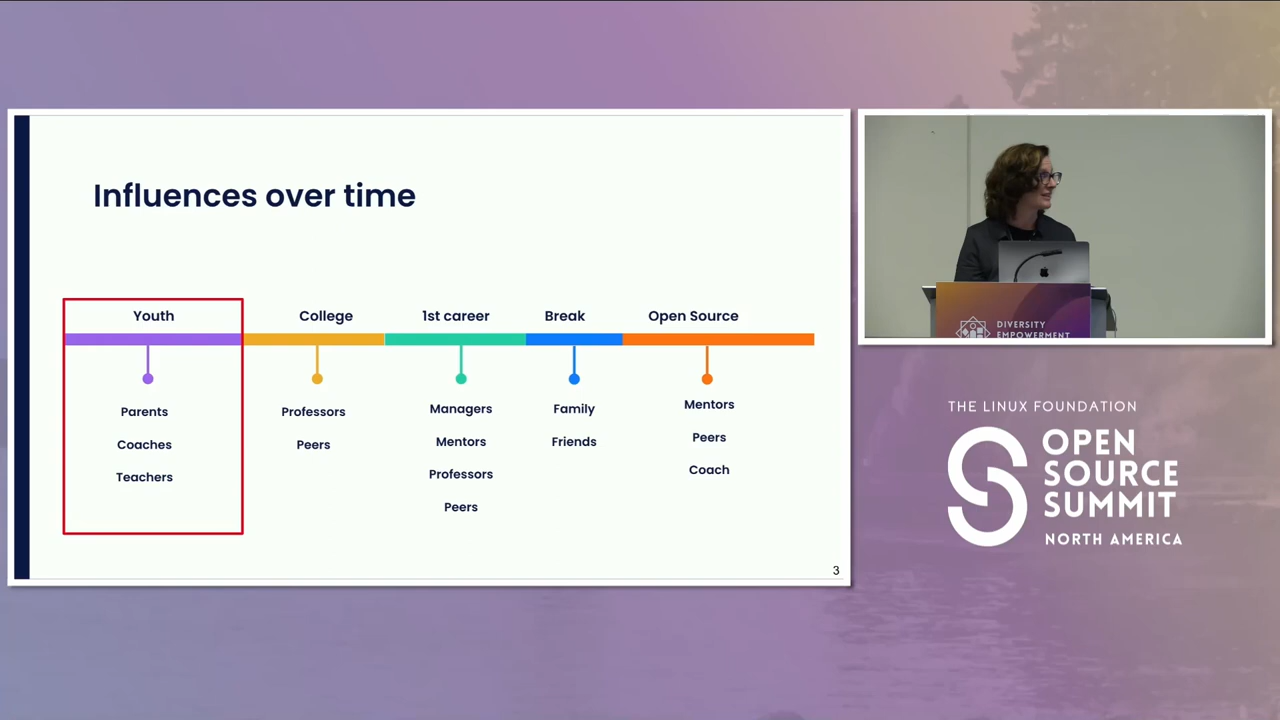 Influences over time
Youth
College
1st career
Break
Open Source
Parents
Coaches
Teachers
Professors
Peers
Managers
Mentors
Professors
Peers
Family
Friends
Mentors
Peers
Coach
3
DIVERSITY
EMPOWERMENT
THE LINUX FOUNDATION
OPEN
SOURCE
SUMMIT
NORTH AMERICA